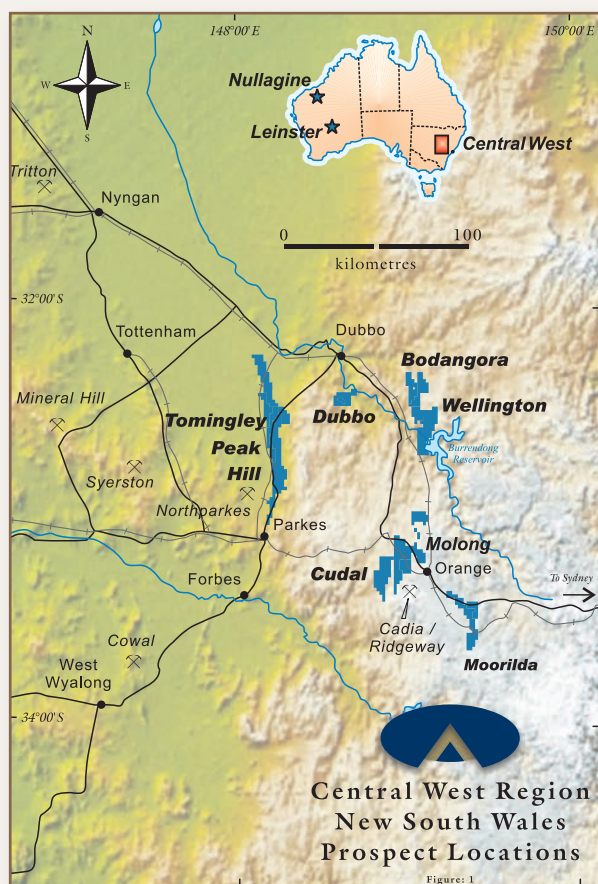 148°00' E
150°00' E
N
W
E
S
Nullagine
Leinster
Central West
Tritton
Nyngan
0
100
kilometres
32°00' S
Tottenham
Dubbo
Bodangora
Mineral Hill
Tomingley
Dubbo
Wellington
Peak
Hill
Burrendong
Reservoir
Syerston
Northparkes
Parkes
Molong
Cudal
Orange
Forbes
To Sydney
Cadia /
Ridgeway
Cowal
West
Wyalong
Moorilda
34°00' S
Central West Region
New South Wales
Prospect Locations
Figure: 1